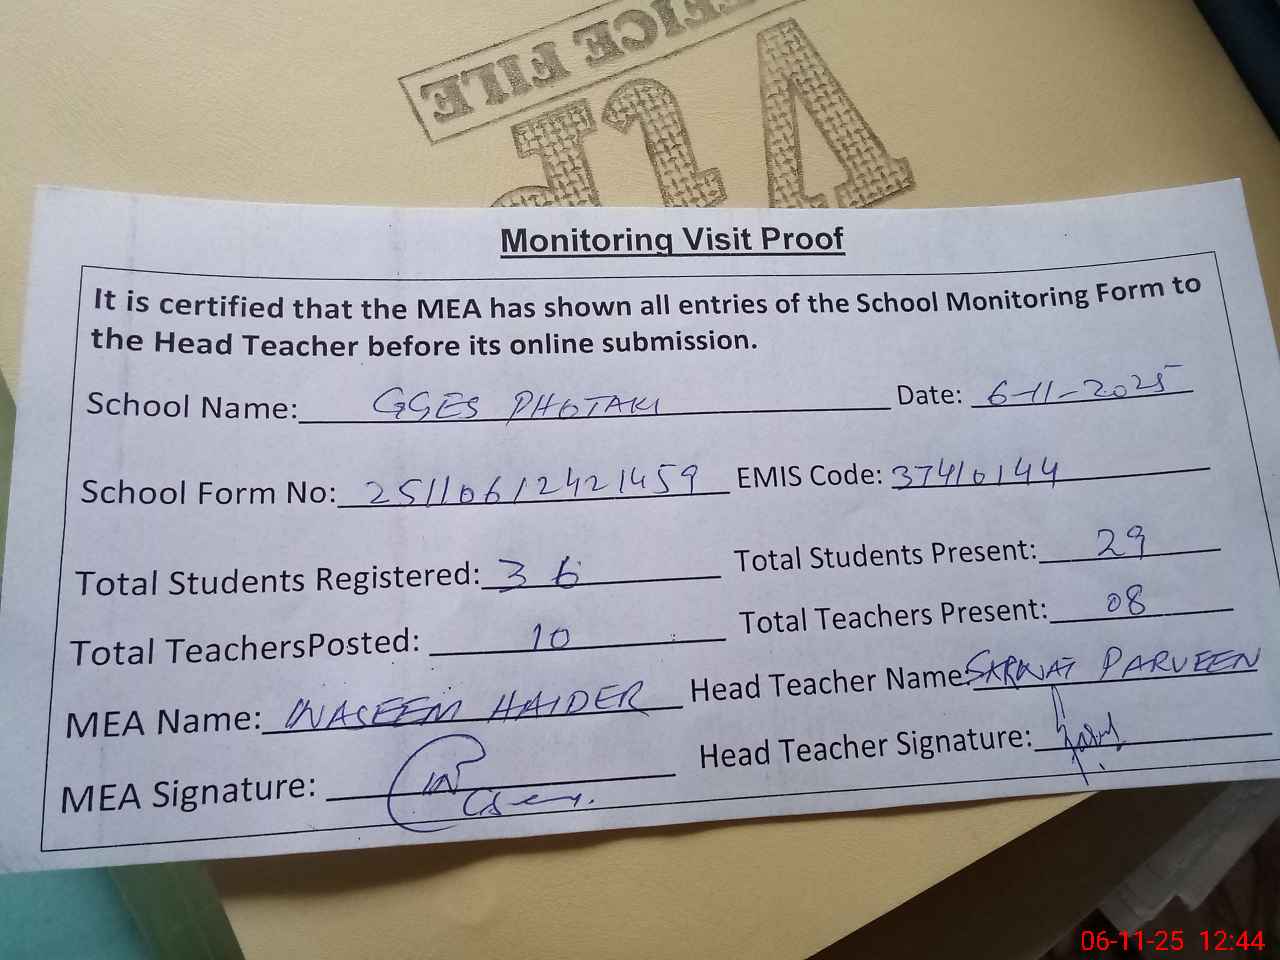 OFFICE FILE
VIP
Monitoring Visit Proof
It is certified that the MEA has shown all entries of the School Monitoring Form to
the Head Teacher before its online submission.
School Name: GGES PHOTAKI Date: 6-11-2025
School Form No: 25110612421459 EMIS Code: 37410144
Total Students Registered: 36 Total Students Present: 29
Total TeachersPosted: 10 Total Teachers Present: 08
MEA Name: WASEEM HAIDER Head Teacher Name: SARWAT PARVEEN
MEA Signature: Head Teacher Signature:
06-11-25 12:44